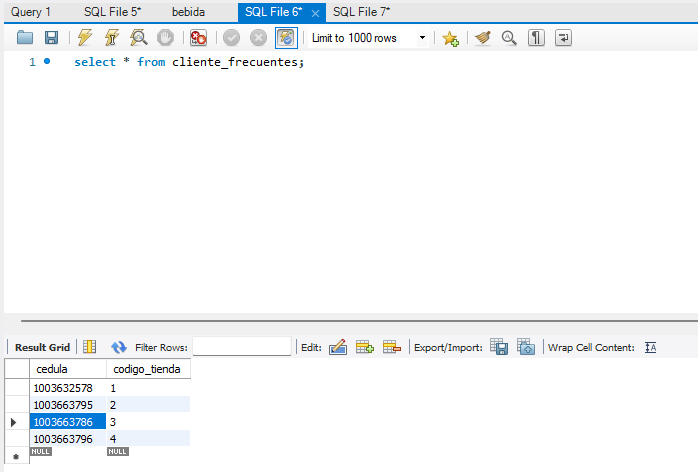 Query 1 SQL File 5* bebida SQL File 6* SQL File 7*
Limit to 1000 rows
1 select * from cliente_frecuentes;
Result Grid Filter Rows: Edit: Export/Import: Wrap Cell Content:
cedula codigo_tienda
1003632578 1
1003663795 2
1003663786 3
1003663796 4
NULL NULL